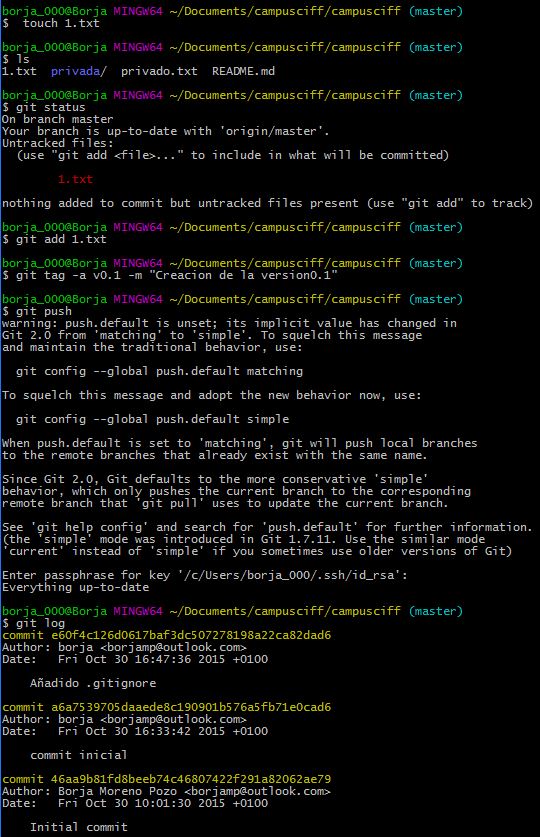 borja_000@Borja MINGW64 ~/Documents/campusciff/campusciff (master)
$  touch 1.txt
borja_000@Borja MINGW64 ~/Documents/campusciff/campusciff (master)
$ ls
1.txt  privada/  privado.txt  README.md
borja_000@Borja MINGW64 ~/Documents/campusciff/campusciff (master)
$ git status
On branch master
Your branch is up-to-date with 'origin/master'.
Untracked files:
  (use "git add <file>..." to include in what will be committed)
        1.txt
nothing added to commit but untracked files present (use "git add" to track)
borja_000@Borja MINGW64 ~/Documents/campusciff/campusciff (master)
$ git add 1.txt
borja_000@Borja MINGW64 ~/Documents/campusciff/campusciff (master)
$ git tag -a v0.1 -m "Creacion de la version0.1"
borja_000@Borja MINGW64 ~/Documents/campusciff/campusciff (master)
$ git push
warning: push.default is unset; its implicit value has changed in
Git 2.0 from 'matching' to 'simple'. To squelch this message
and maintain the traditional behavior, use:
  git config --global push.default matching
To squelch this message and adopt the new behavior now, use:
  git config --global push.default simple
When push.default is set to 'matching', git will push local branches
to the remote branches that already exist with the same name.
Since Git 2.0, Git defaults to the more conservative 'simple'
behavior, which only pushes the current branch to the corresponding
remote branch that 'git pull' uses to update the current branch.
See 'git help config' and search for 'push.default' for further information.
(the 'simple' mode was introduced in Git 1.7.11. Use the similar mode
'current' instead of 'simple' if you sometimes use older versions of Git)
Enter passphrase for key '/c/Users/borja_000/.ssh/id_rsa':
Everything up-to-date
borja_000@Borja MINGW64 ~/Documents/campusciff/campusciff (master)
$ git log
commit e60f4c126d0617baf3dc507278198a22ca82dad6
Author: borja <borjamp@outlook.com>
Date:   Fri Oct 30 16:47:36 2015 +0100
    Añadido .gitignore
commit a6a7539705daaede8c190901b576a5fb71e0cad6
Author: borja <borjamp@outlook.com>
Date:   Fri Oct 30 16:33:42 2015 +0100
    commit inicial
commit 46aa9b81fd8beeb74c46807422f291a82062ae79
Author: Borja Moreno Pozo <borjamp@outlook.com>
Date:   Fri Oct 30 10:01:30 2015 +0100
    Initial commit